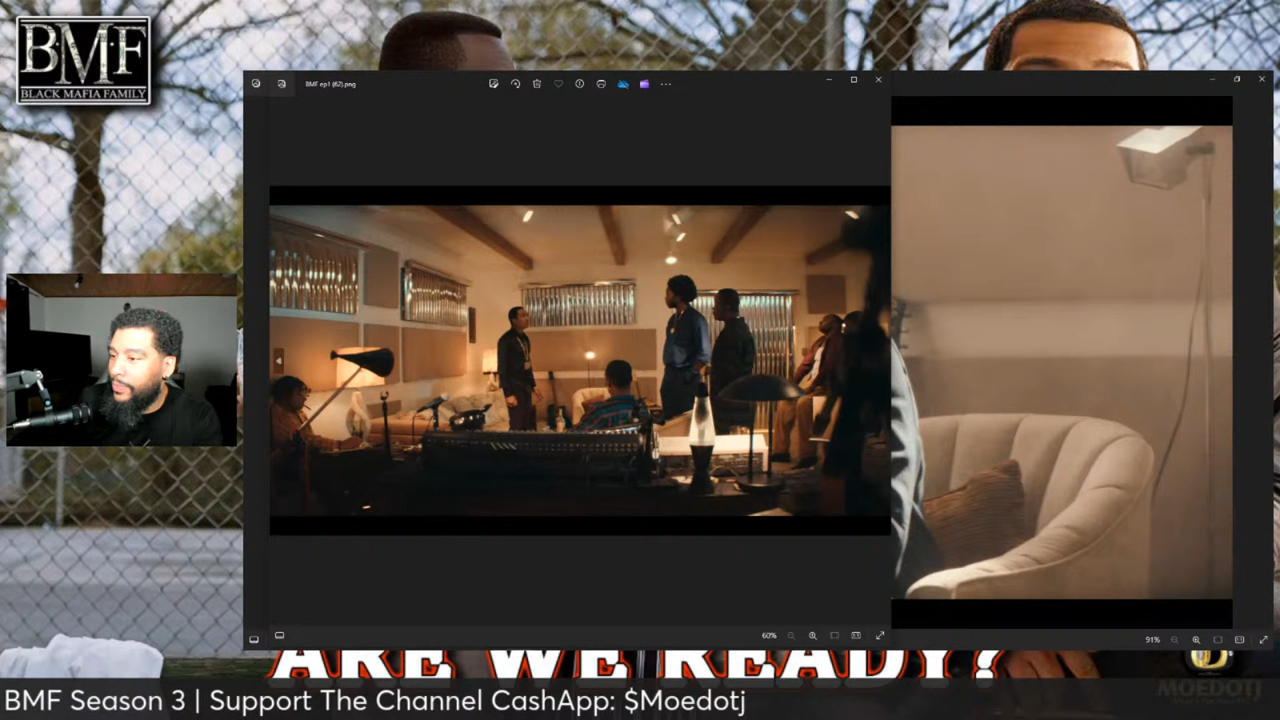 BMF
BLACK MAFIA FAMILY
BMF ep1 (62).png
60%
91%
ARE WE READY?
MOEDOTJ
BMF Season 3 | Support The Channel CashApp: $Moedotj